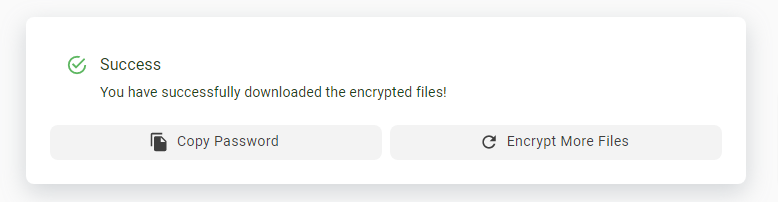 Success
You have successfully downloaded the encrypted files!
Copy Password
Encrypt More Files